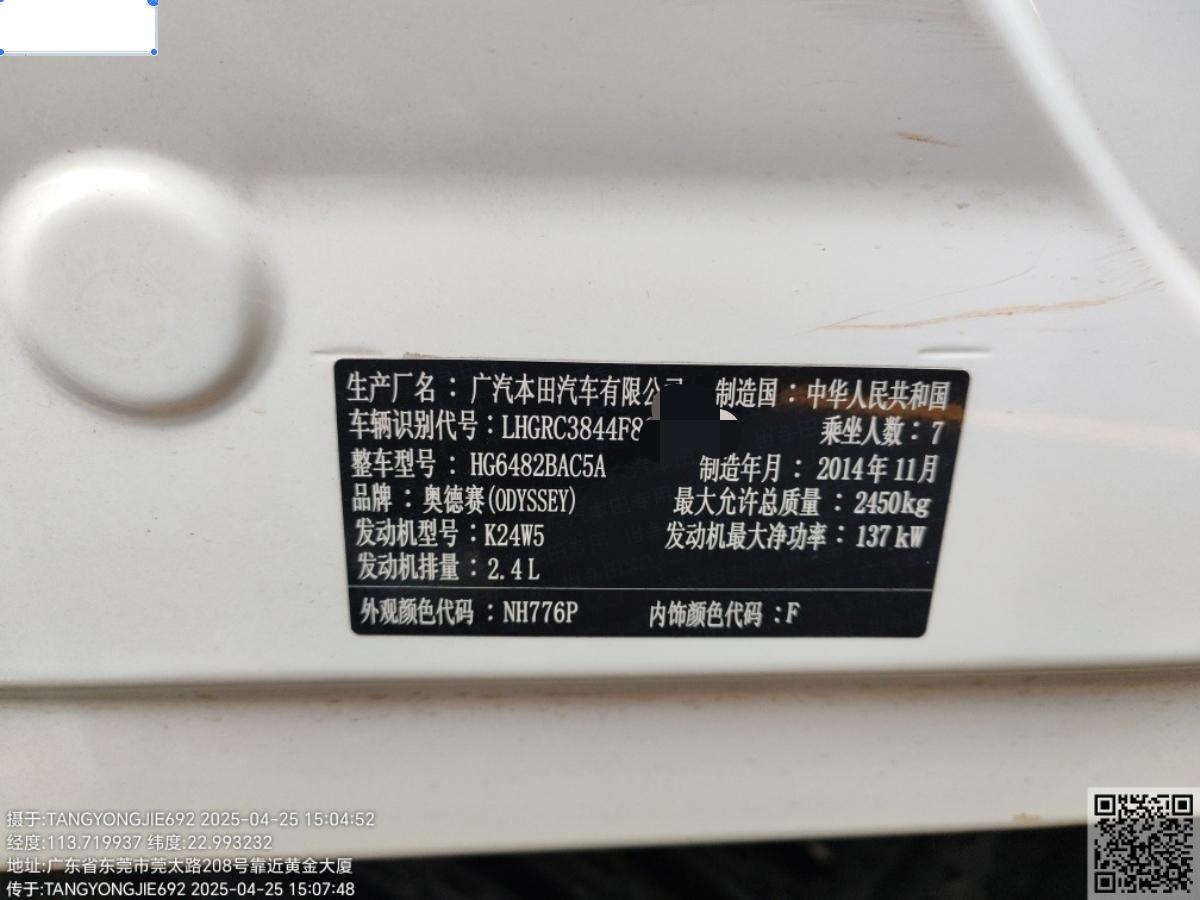 生产厂名：广汽本田汽车有限公司 制造国：中华人民共和国
车辆识别代号：LHGRC3844F8 乘坐人数：7
整车型号：HG6482BAC5A 制造年月：2014年11月
品牌：奥德赛(ODYSSEY) 最大允许总质量：2450kg
发动机型号：K24W5 发动机最大净功率：137kW
发动机排量：2.4L
外观颜色代码：NH776P 内饰颜色代码：F
摄于:TANGYONGJIE692 2025-04-25 15:04:52
经度:113.719937 纬度:22.993232
地址:广东省东莞市莞太路208号靠近黄金大厦
传于:TANGYONGJIE692 2025-04-25 15:07:48